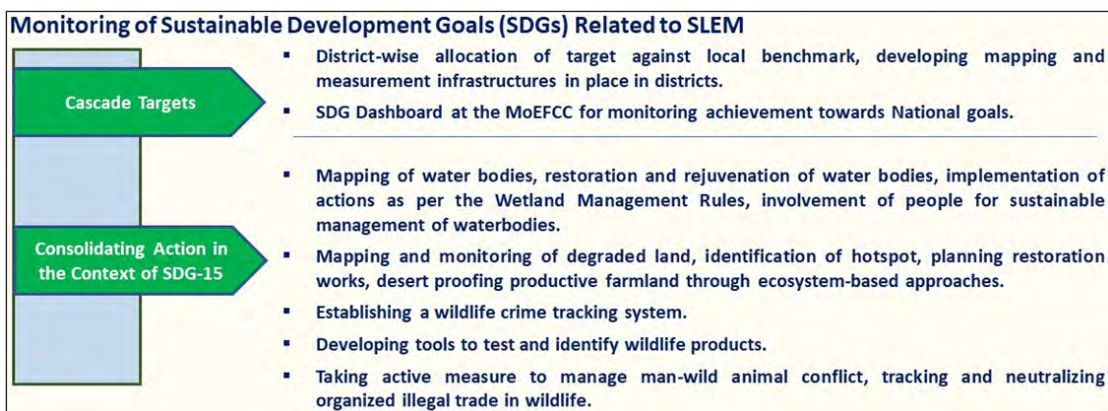 Monitoring of Sustainable Development Goals (SDGs) Related to SLEM
Cascade Targets
▪ District-wise allocation of target against local benchmark, developing mapping and
measurement infrastructures in place in districts.
▪ SDG Dashboard at the MoEFCC for monitoring achievement towards National goals.
Consolidating Action in
the Context of SDG-15
▪ Mapping of water bodies, restoration and rejuvenation of water bodies, implementation of
actions as per the Wetland Management Rules, involvement of people for sustainable
management of waterbodies.
▪ Mapping and monitoring of degraded land, identification of hotspot, planning restoration
works, desert proofing productive farmland through ecosystem-based approaches.
▪ Establishing a wildlife crime tracking system.
▪ Developing tools to test and identify wildlife products.
▪ Taking active measure to manage man-wild animal conflict, tracking and neutralizing
organized illegal trade in wildlife.